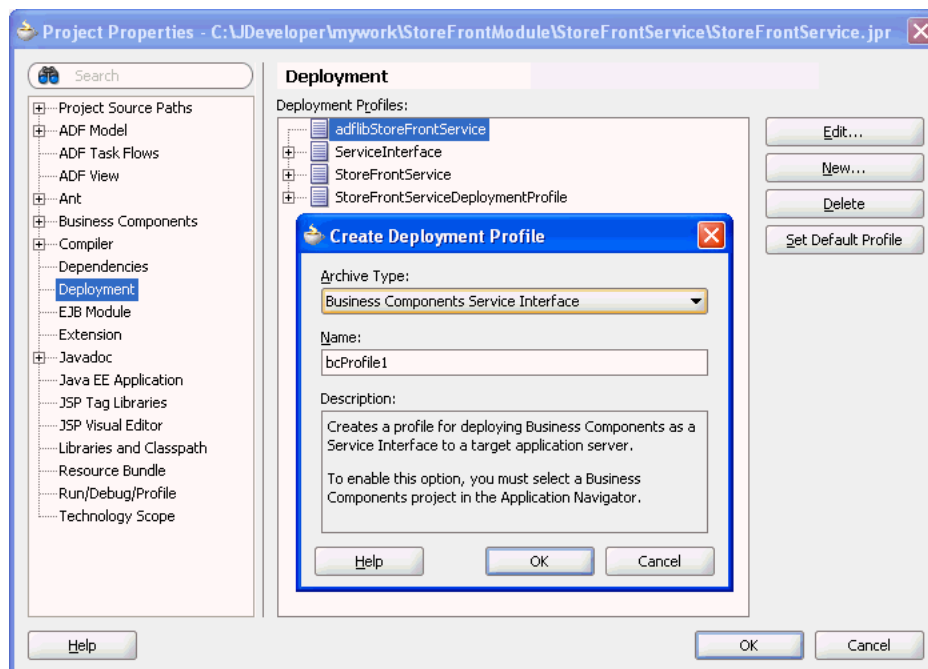 Project Properties - C:\JDeveloper\mywork\StoreFrontModule\StoreFrontService\StoreFrontService.jpr
Search
Project Source Paths
ADF Model
ADF Task Flows
ADF View
Ant
Business Components
Compiler
Dependencies
Deployment
EJB Module
Extension
Javadoc
Java EE Application
JSP Tag Libraries
JSP Visual Editor
Libraries and Classpath
Resource Bundle
Run/Debug/Profile
Technology Scope
Deployment
Deployment Profiles:
adflibStoreFrontService
ServiceInterface
StoreFrontService
StoreFrontServiceDeploymentProfile
Edit...
New...
Delete
Set Default Profile
Create Deployment Profile
Archive Type:
Business Components Service Interface
Name:
bcProfile1
Description:
Creates a profile for deploying Business Components as a
Service Interface to a target application server.
To enable this option, you must select a Business
Components project in the Application Navigator.
Help
OK
Cancel
Help
OK
Cancel